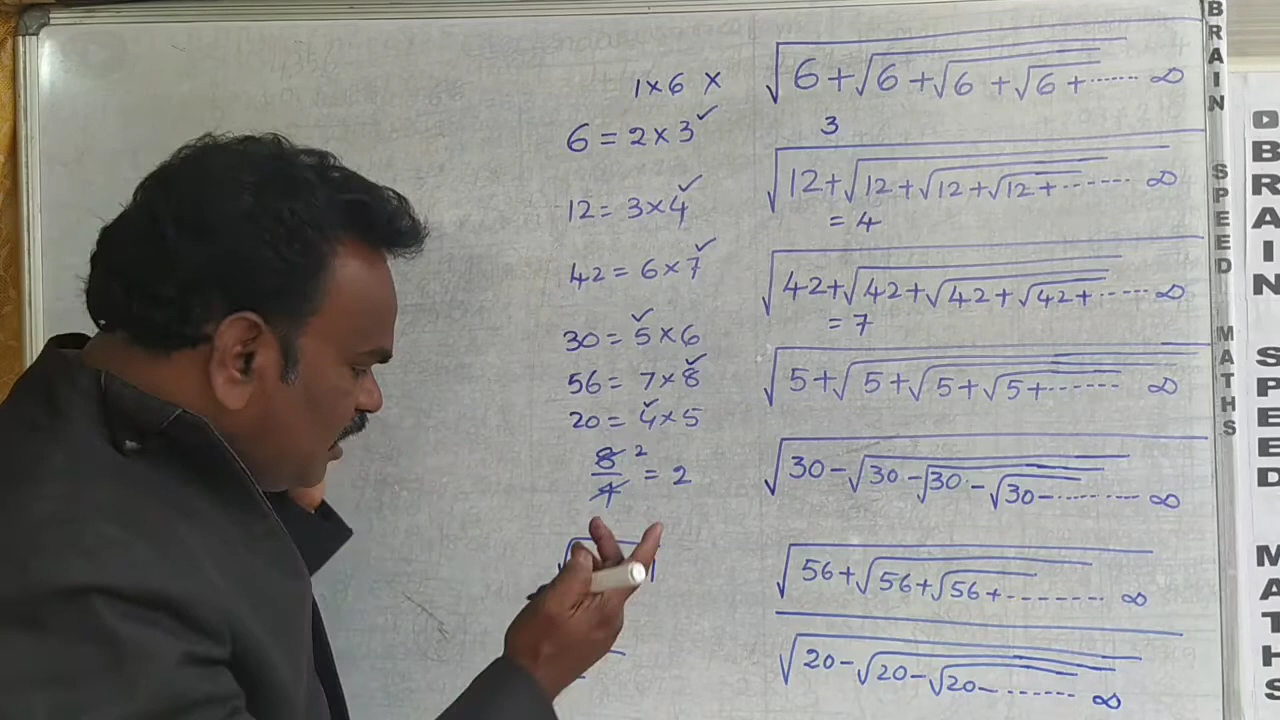 1×6 ×
6 = 2×3 ✓
12 = 3×4 ✓
42 = 6×7 ✓
30 = 5 ✓ ×6
56 = 7×8 ✓
20 = 4 ✓ ×5
8/4 2 = 2
√6+√6+√6+√6+...... ∞
3
√12+√12+√12+√12+...... ∞
= 4
√42+√42+√42+√42+...... ∞
= 7
√5+√5+√5+√5+...... ∞
√30-√30-√30-√30-...... ∞
√56+√56+√56+...... ∞
√20-√20-√20-...... ∞
BRAIN SPEED MATHS
BRAIN SPEED MATHS